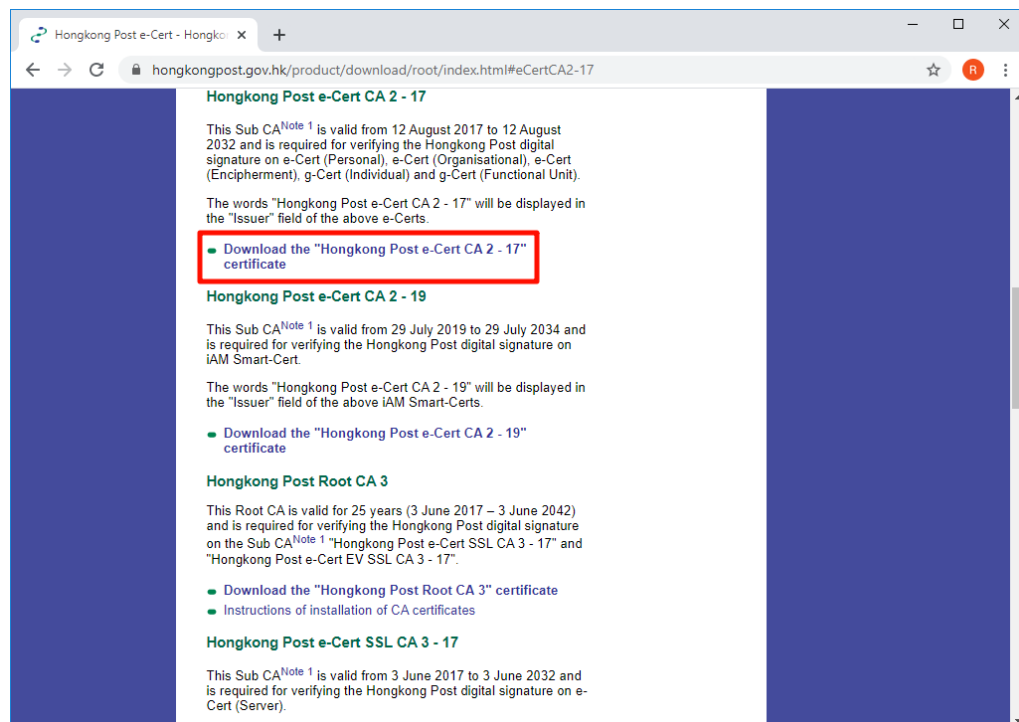 Hongkong Post e-Cert - Hongko
hongkongpost.gov.hk/product/download/root/index.html#eCertCA2-17
R
Hongkong Post e-Cert CA 2 - 17
This Sub CA Note 1 is valid from 12 August 2017 to 12 August
2032 and is required for verifying the Hongkong Post digital
signature on e-Cert (Personal), e-Cert (Organisational), e-Cert
(Encipherment), g-Cert (Individual) and g-Cert (Functional Unit).
The words "Hongkong Post e-Cert CA 2 - 17" will be displayed in
the "Issuer" field of the above e-Certs.
Download the "Hongkong Post e-Cert CA 2 - 17"
certificate
Hongkong Post e-Cert CA 2 - 19
This Sub CA Note 1 is valid from 29 July 2019 to 29 July 2034 and
is required for verifying the Hongkong Post digital signature on
iAM Smart-Cert.
The words "Hongkong Post e-Cert CA 2 - 19" will be displayed in
the "Issuer" field of the above iAM Smart-Certs.
Download the "Hongkong Post e-Cert CA 2 - 19"
certificate
Hongkong Post Root CA 3
This Root CA is valid for 25 years (3 June 2017 – 3 June 2042)
and is required for verifying the Hongkong Post digital signature
on the Sub CA Note 1 "Hongkong Post e-Cert SSL CA 3 - 17" and
"Hongkong Post e-Cert EV SSL CA 3 - 17".
Download the "Hongkong Post Root CA 3" certificate
Instructions of installation of CA certificates
Hongkong Post e-Cert SSL CA 3 - 17
This Sub CA Note 1 is valid from 3 June 2017 to 3 June 2032 and
is required for verifying the Hongkong Post digital signature on e-
Cert (Server).